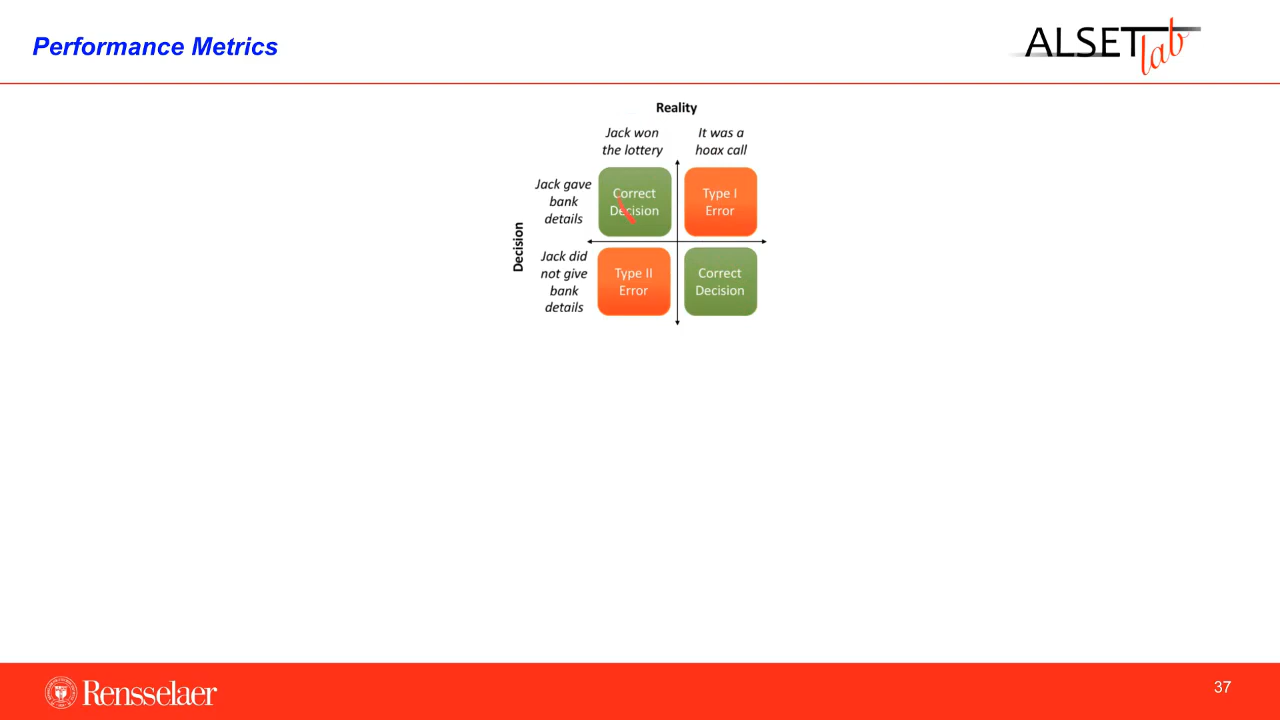 Performance Metrics
ALSET lab
Reality
Jack won
the lottery
It was a
hoax call
Decision
Jack gave
bank
details
Correct
Decision
Type I
Error
Jack did
not give
bank
details
Type II
Error
Correct
Decision
Rensselaer
37